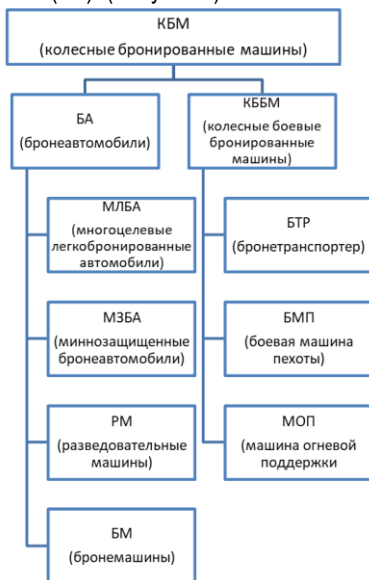 КБМ
(колесные бронированные
машины)
БА
(бронеавтомобили)
КББМ
(колесные боевые
бронированные
машины)
МЛБА
(многоцелевые
легкобронированные
автомобили)
БТР
(бронетранспортер)
МЗБА
(миннозащищенные
бронеавтомобили)
БМП
(боевая машина
пехоты)
РМ
(разведовательные
машины)
МОП
(машина огневой
поддержки
БМ
(бронемашины)